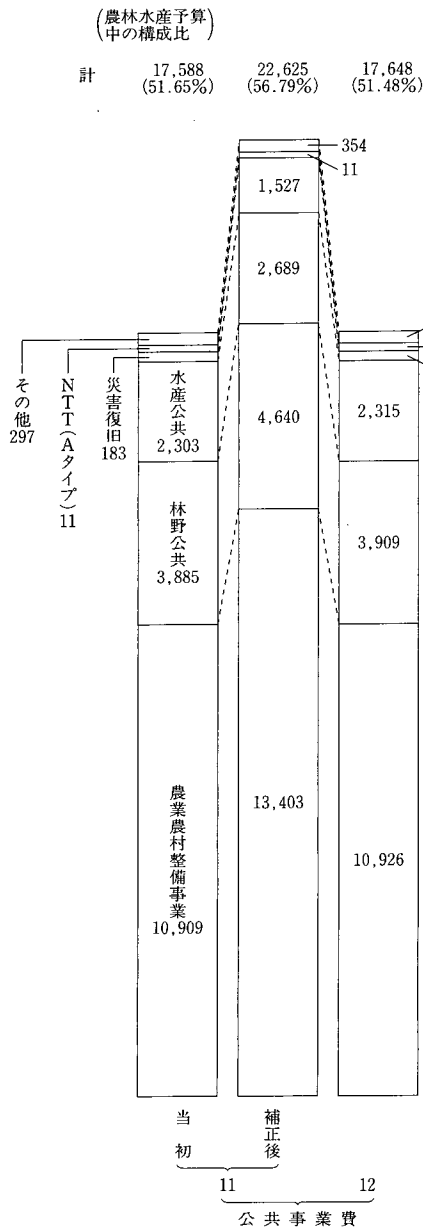 (農林水産予算
中の構成比)
計
17,588
(51.65%)
22,625
(56.79%)
17,648
(51.48%)
354
11
1,527
2,689
4,640
13,403
その他
297
NTT(Aタイプ)11
災害復旧
183
水産公共
2,303
林野公共
3,885
農業農村整備事業
10,909
2,315
3,909
10,926
当初
補正後
11
12
公共事業費